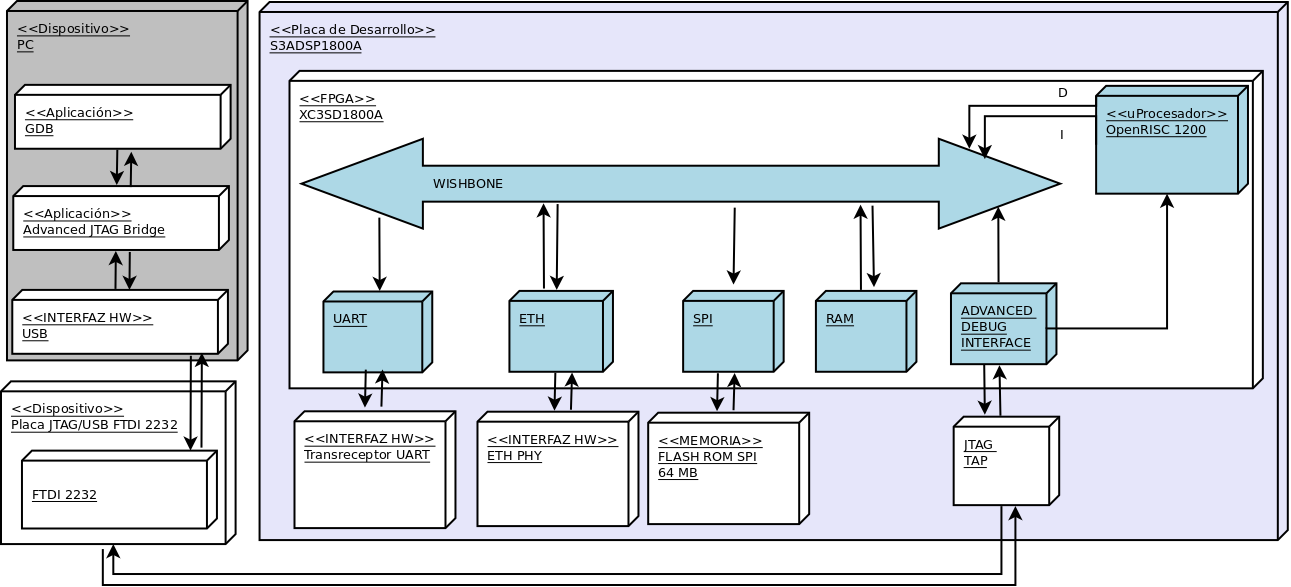 <<Dispositivo>>
PC
<<Aplicación>>
GDB
<<Aplicación>>
Advanced JTAG Bridge
<<INTERFAZ HW>>
USB
<<Dispositivo>>
Placa JTAG/USB FTDI 2232
FTDI 2232
<<Placa de Desarrollo>>
S3ADSP1800A
<<FPGA>>
XC3SD1800A
D
I
<<uProcesador>>
OpenRISC 1200
WISHBONE
UART
ETH
SPI
RAM
ADVANCED
DEBUG
INTERFACE
<<INTERFAZ HW>>
Transreceptor UART
<<INTERFAZ HW>>
ETH PHY
<<MEMORIA>>
FLASH ROM SPI
64 MB
JTAG
TAP